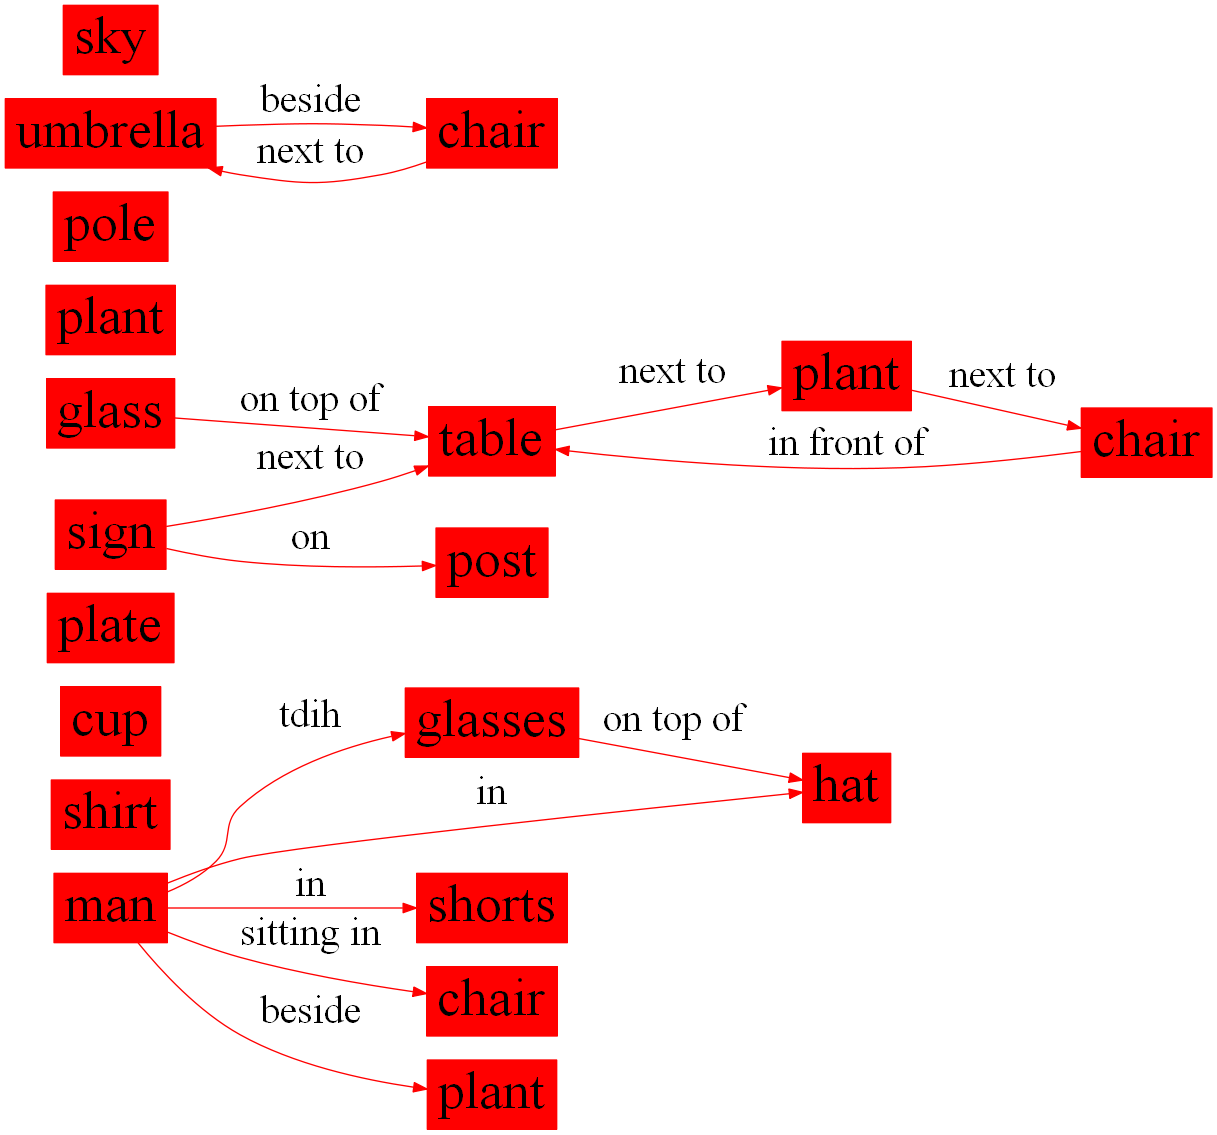 sky
umbrella
beside
next to
chair
pole
plant
glass
on top of
table
next to
plant
next to
chair
in front of
sign
next to
on
post
plate
cup
shirt
man
tdih
glasses
on top of
hat
in
in
shorts
sitting in
chair
beside
plant